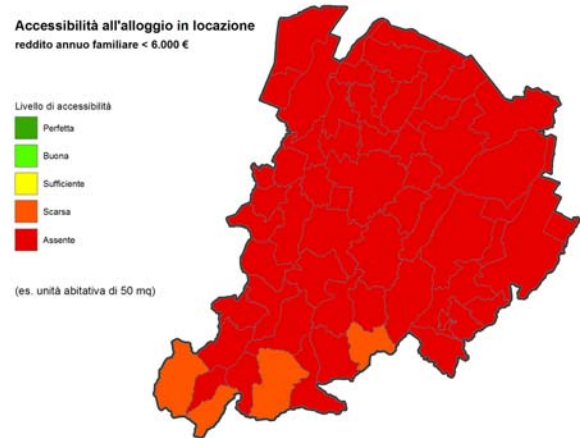 Accessibilità all'alloggio in locazione
reddito annuo familiare < 6.000 €
Livello di accessibilità
Perfetta
Buona
Sufficiente
Scarsa
Assente
(es. unità abitativa di 50 mq)